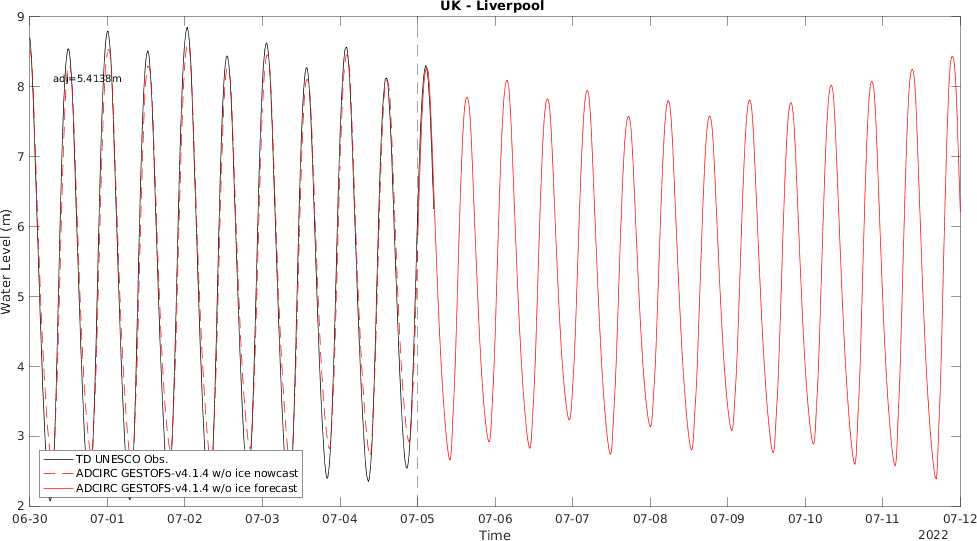 UK - Liverpool
9
8
7
6
5
4
3
2
Water Level (m)
adj=5.4138m
TD UNESCO Obs.
ADCIRC GESTOFS-v4.1.4 w/o ice nowcast
ADCIRC GESTOFS-v4.1.4 w/o ice forecast
06-30 07-01 07-02 07-03 07-04 07-05 07-06 07-07 07-08 07-09 07-10 07-11 07-12
Time
2022